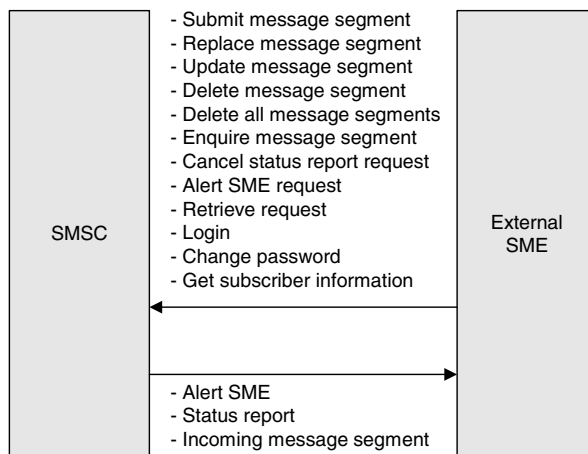 - Submit message segment
- Replace message segment
- Update message segment
- Delete message segment
- Delete all message segments
- Enquire message segment
- Cancel status report request
- Alert SME request
- Retrieve request
- Login
- Change password
- Get subscriber information
SMSC
External
SME
- Alert SME
- Status report
- Incoming message segment